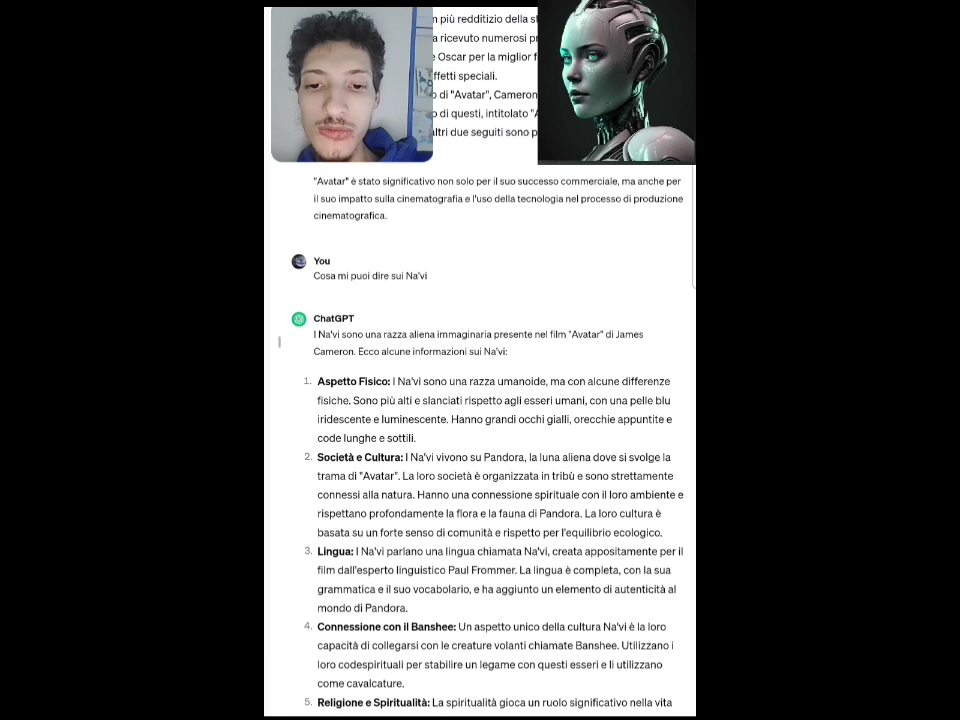 n più redditizio della st
a ricevuto numerosi pr
e Oscar per la miglior f
ffetti speciali.
o di "Avatar", Cameron
o di questi, intitolato "A
altri due seguiti sono p
"Avatar" è stato significativo non solo per il suo successo commerciale, ma anche per
il suo impatto sulla cinematografia e l'uso della tecnologia nel processo di produzione
cinematografica.
You
Cosa mi puoi dire sui Na'vi
ChatGPT
I Na'vi sono una razza aliena immaginaria presente nel film "Avatar" di James
Cameron. Ecco alcune informazioni sui Na'vi:
1. Aspetto Fisico: I Na'vi sono una razza umanoide, ma con alcune differenze
fisiche. Sono più alti e slanciati rispetto agli esseri umani, con una pelle blu
iridescente e luminescente. Hanno grandi occhi gialli, orecchie appuntite e
code lunghe e sottili.
2. Società e Cultura: I Na'vi vivono su Pandora, la luna aliena dove si svolge la
trama di "Avatar". La loro società è organizzata in tribù e sono strettamente
connessi alla natura. Hanno una connessione spirituale con il loro ambiente e
rispettano profondamente la flora e la fauna di Pandora. La loro cultura è
basata su un forte senso di comunità e rispetto per l'equilibrio ecologico.
3. Lingua: I Na'vi parlano una lingua chiamata Na'vi, creata appositamente per il
film dall'esperto linguistico Paul Frommer. La lingua è completa, con la sua
grammatica e il suo vocabolario, e ha aggiunto un elemento di autenticità al
mondo di Pandora.
4. Connessione con il Banshee: Un aspetto unico della cultura Na'vi è la loro
capacità di collegarsi con le creature volanti chiamate Banshee. Utilizzano i
loro codespirituali per stabilire un legame con questi esseri e li utilizzano
come cavalcature.
5. Religione e Spiritualità: La spiritualità gioca un ruolo significativo nella vita